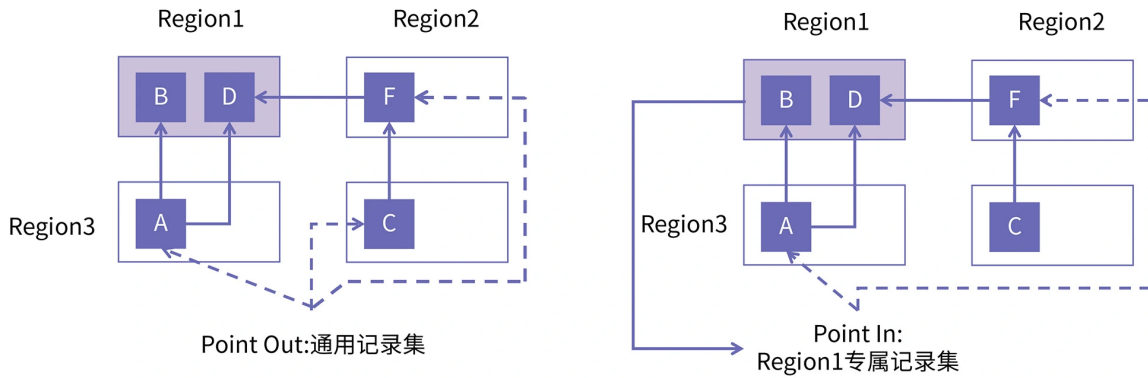 Region1
Region2
B
D
F
Region3
A
C
Point Out:通用记录集
Region1
Region2
B
D
F
Region3
A
C
Point In:
Region1专属记录集